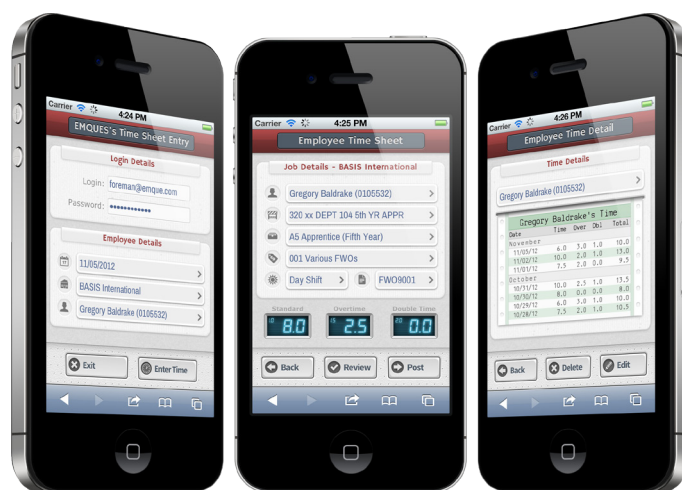 Carrier
4:24 PM
EMQUES's Time Sheet Entry
Login Details
Login: foreman@emque.com
Password: ••••••••••••
Employee Details
11/05/2012
BASIS International
Gregory Baldrake (0105532)
Exit
Enter Time
Carrier
4:25 PM
Employee Time Sheet
Job Details - BASIS International
Gregory Baldrake (0105532)
320 xx DEPT 104 5th YR APPR
A5 Apprentice (Fifth Year)
001 Various FWOs
Day Shift
FWO9001
Standard Overtime Double Time
8.0 2.5 0.0
Back
Review
Post
Carrier
4:26 PM
Employee Time Detail
Time Details
Gregory Baldrake (0105532)
Gregory Baldrake's Time
Date Time Over Dbl Total
November
11/05/12 6.0 3.0 1.0 10.0
11/02/12 10.0 2.0 1.0 13.0
11/01/12 7.5 2.0 0.0 9.5
October
10/31/12 10.0 2.5 1.0 13.5
10/30/12 8.0 0.0 0.0 8.0
10/29/12 6.0 3.0 1.0 10.0
10/28/12 7.5 2.0 1.0 10.5
Back
Delete
Edit